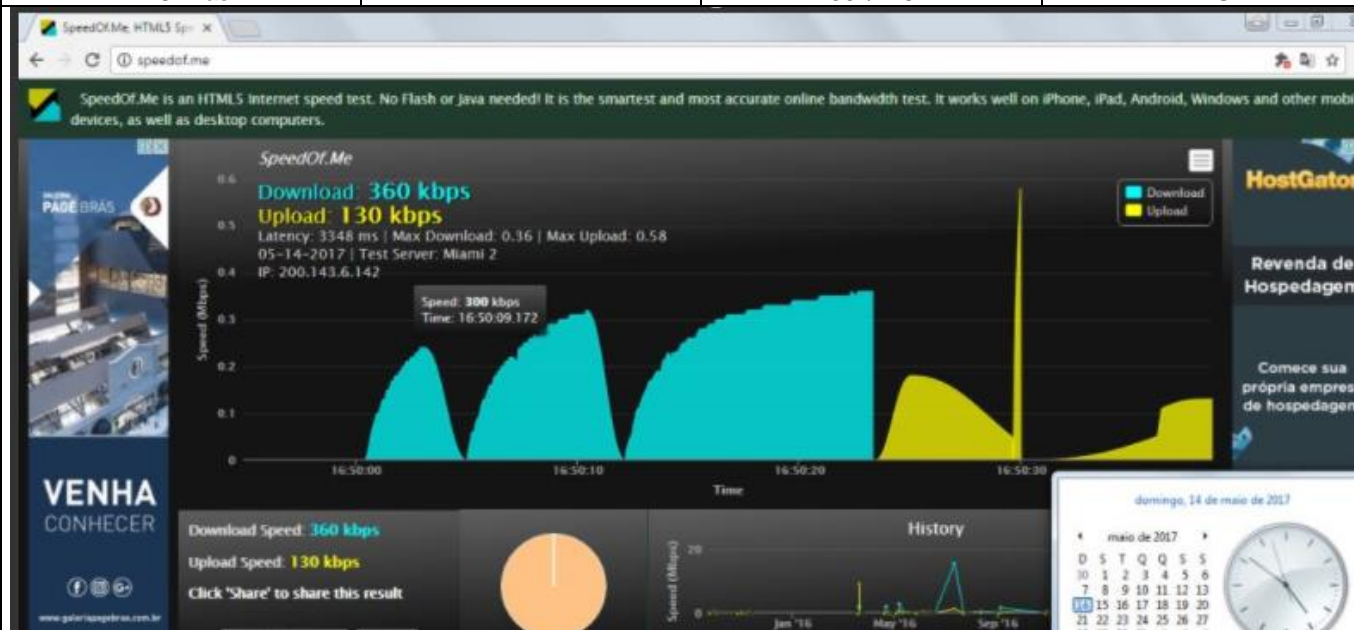 SpeedOf.Me, HTML5 Spe
speedof.me
SpeedOf.Me is an HTML5 Internet speed test. No Flash or Java needed! It is the smartest and most accurate online bandwidth test. It works well on iPhone, iPad, Android, Windows and other mobi
devices, as well as desktop computers.
PAGÉ BRÁS
VENHA
CONHECER
www.galeriapagebras.com.br
SpeedOf.Me
Download: 360 kbps
Upload: 130 kbps
Latency: 3348 ms | Max Download: 0.36 | Max Upload: 0.58
05-14-2017 | Test Server: Miami 2
IP: 200.143.6.142
Download
Upload
Speed: 300 kbps
Time: 16:50:09.172
Speed (Mbps)
0.6
0.5
0.4
0.3
0.2
0.1
0
16:50:00
16:50:10
16:50:20
16:50:30
Time
HostGator
Revenda de
Hospedagem
Comece sua
própria empres
de hospedagem
Download Speed: 360 kbps
Upload Speed: 130 kbps
Click 'Share' to share this result
History
Speed (Mbps)
20
0
Jan '16
May '16
Sep '16
domingo, 14 de maio de 2017
maio de 2017
D S T Q Q S S
30 1 2 3 4 5 6
7 8 9 10 11 12 13
14 15 16 17 18 19 20
21 22 23 24 25 26 27